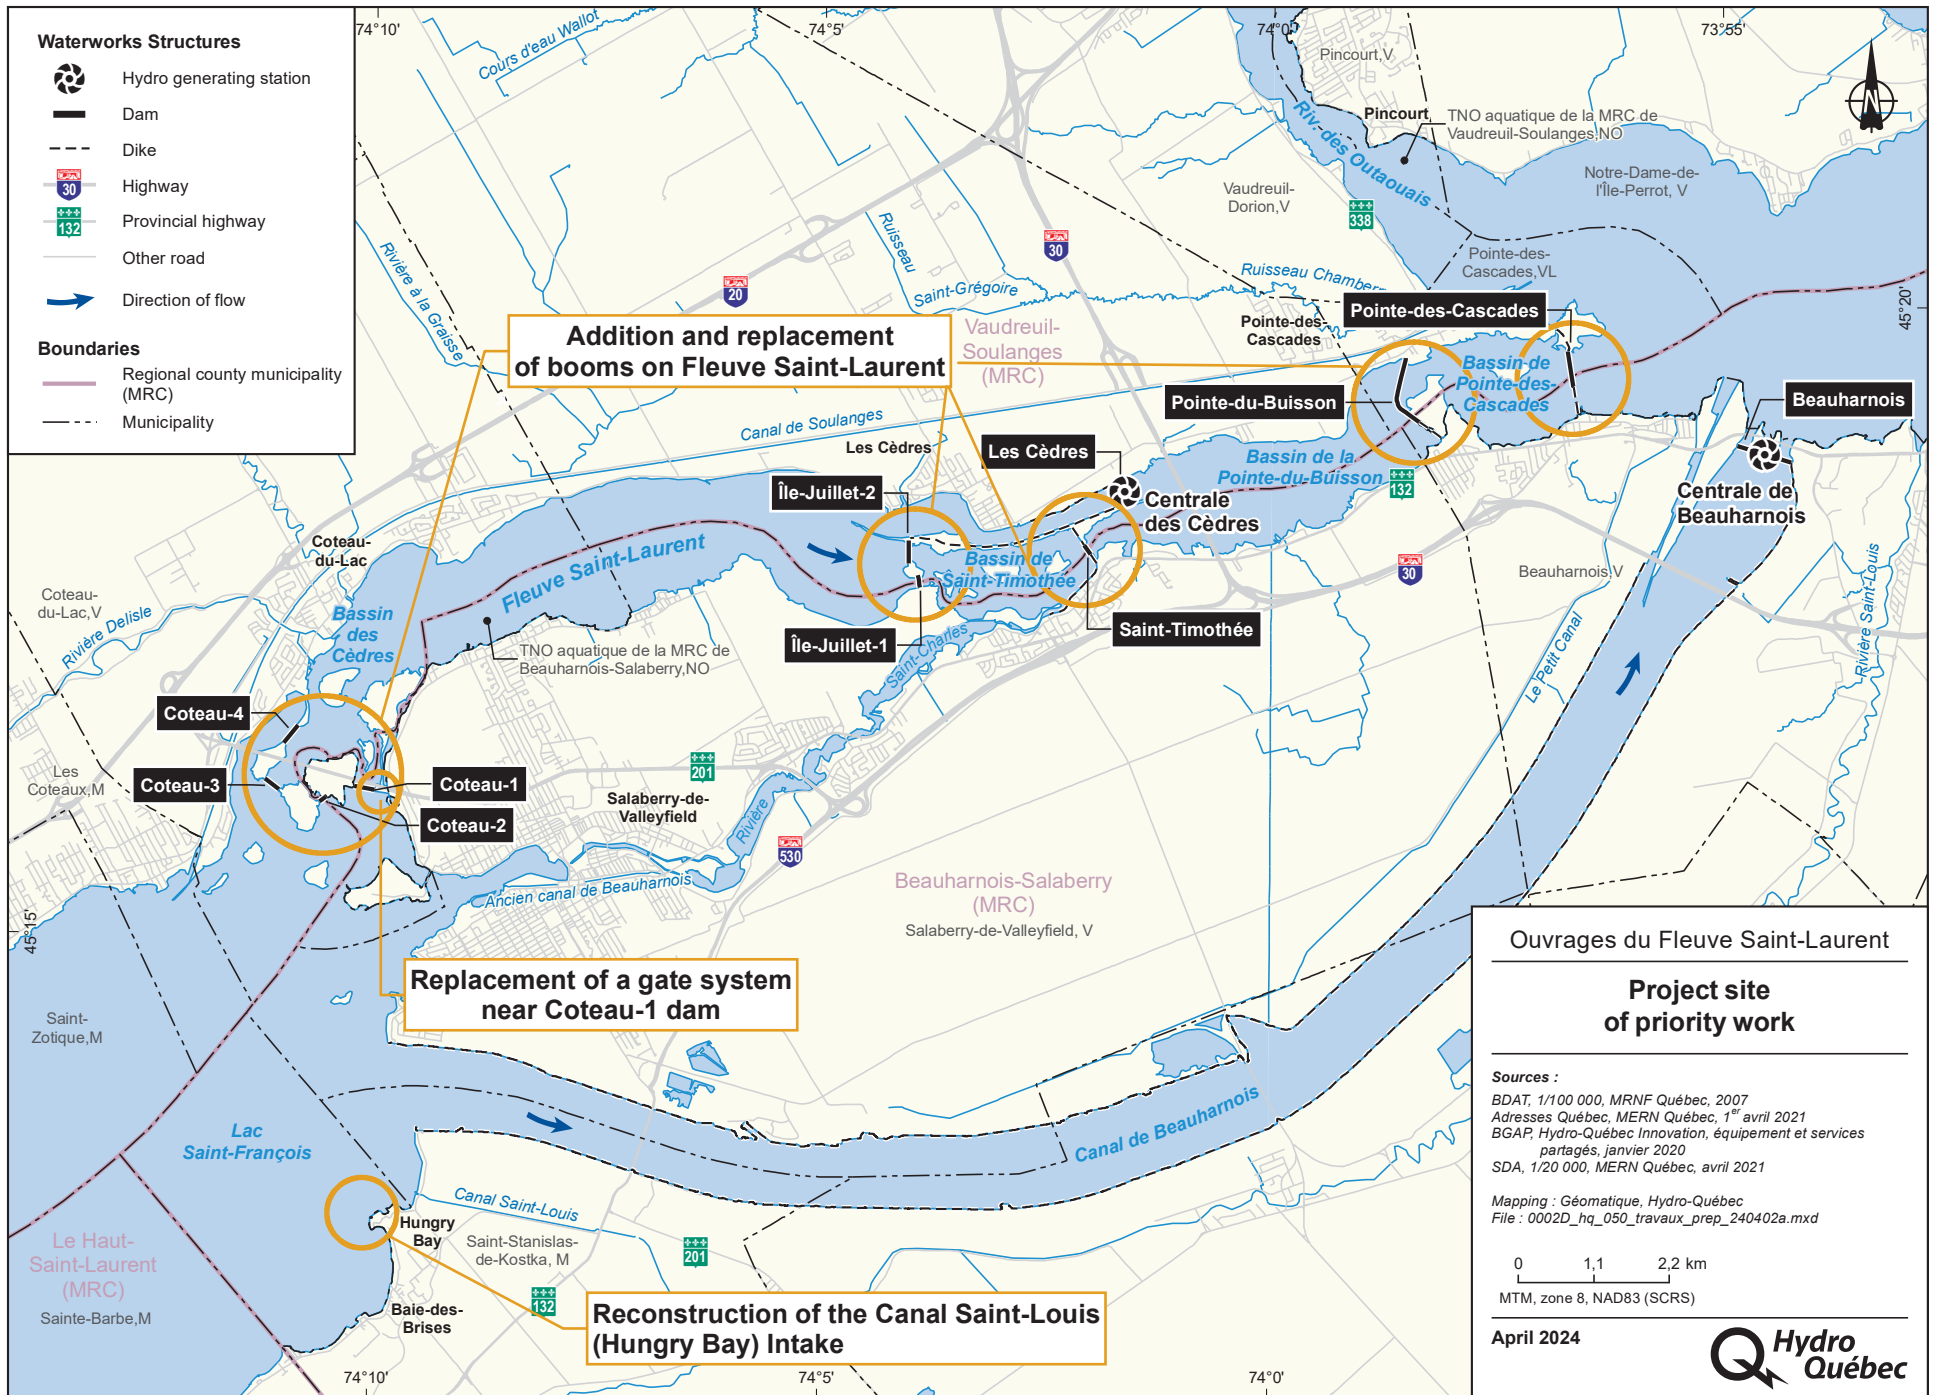 Waterworks Structures
Hydro generating station
Dam
Dike
30
Highway
132
Provincial highway
Other road
Direction of flow
Boundaries
Regional county municipality
(MRC)
Municipality
74°10'
74°5'
74°0'
73°55'
Cours d'eau Wallot
Pincourt,V
Pincourt
TNO aquatique de la MRC de
Vaudreuil-Soulanges,NO
Riv. des Outaouais
Notre-Dame-de-
l'Île-Perrot, V
Vaudreuil-
Dorion,V
338
N
Rivière à la Graisse
Ruisseau
Saint-Grégoire
30
20
Ruisseau Chamberr
Pointe-des-
Cascades,VL
Pointe-des-Cascades
Pointe-des-
Cascades
45°20'
Addition and replacement
of booms on Fleuve Saint-Laurent
Vaudreuil-
Soulanges
(MRC)
Bassin de
Pointe-des-
Cascades
Pointe-du-Buisson
Beauharnois
Canal de Soulanges
Les Cèdres
Les Cèdres
Bassin de la
Pointe-du-Buisson
132
Île-Juillet-2
Centrale
des Cèdres
Centrale de
Beauharnois
Coteau-
du-Lac
Fleuve Saint-Laurent
Bassin de
Saint-Timothée
30
Beauharnois,V
Coteau-
du-Lac,V
Rivière Delisle
Bassin
des
Cèdres
TNO aquatique de la MRC de
Beauharnois-Salaberry,NO
Île-Juillet-1
Saint-Timothée
Saint-Charles
Le Petit Canal
Rivière Saint-Louis
Coteau-4
Coteau-3
Coteau-1
Coteau-2
Les
Coteaux,M
201
Salaberry-de-
Valleyfield
Rivière
530
Ancien canal de Beauharnois
Beauharnois-Salaberry
(MRC)
Salaberry-de-Valleyfield, V
45°15'
Replacement of a gate system
near Coteau-1 dam
Saint-
Zotique,M
Lac
Saint-François
Canal de Beauharnois
Canal Saint-Louis
Hungry
Bay
Saint-Stanislas-
de-Kostka, M
201
132
Le Haut-
Saint-Laurent
(MRC)
Sainte-Barbe,M
Baie-des-
Brises
Reconstruction of the Canal Saint-Louis
(Hungry Bay) Intake
74°10'
74°5'
74°0'
Ouvrages du Fleuve Saint-Laurent
Project site
of priority work
Sources :
BDAT, 1/100 000, MRNF Québec, 2007
Adresses Québec, MERN Québec, 1er avril 2021
BGAP, Hydro-Québec Innovation, équipement et services
partagés, janvier 2020
SDA, 1/20 000, MERN Québec, avril 2021
Mapping : Géomatique, Hydro-Québec
File : 0002D_hq_050_travaux_prep_240402a.mxd
0 1,1 2,2 km
MTM, zone 8, NAD83 (SCRS)
April 2024
Hydro
Québec